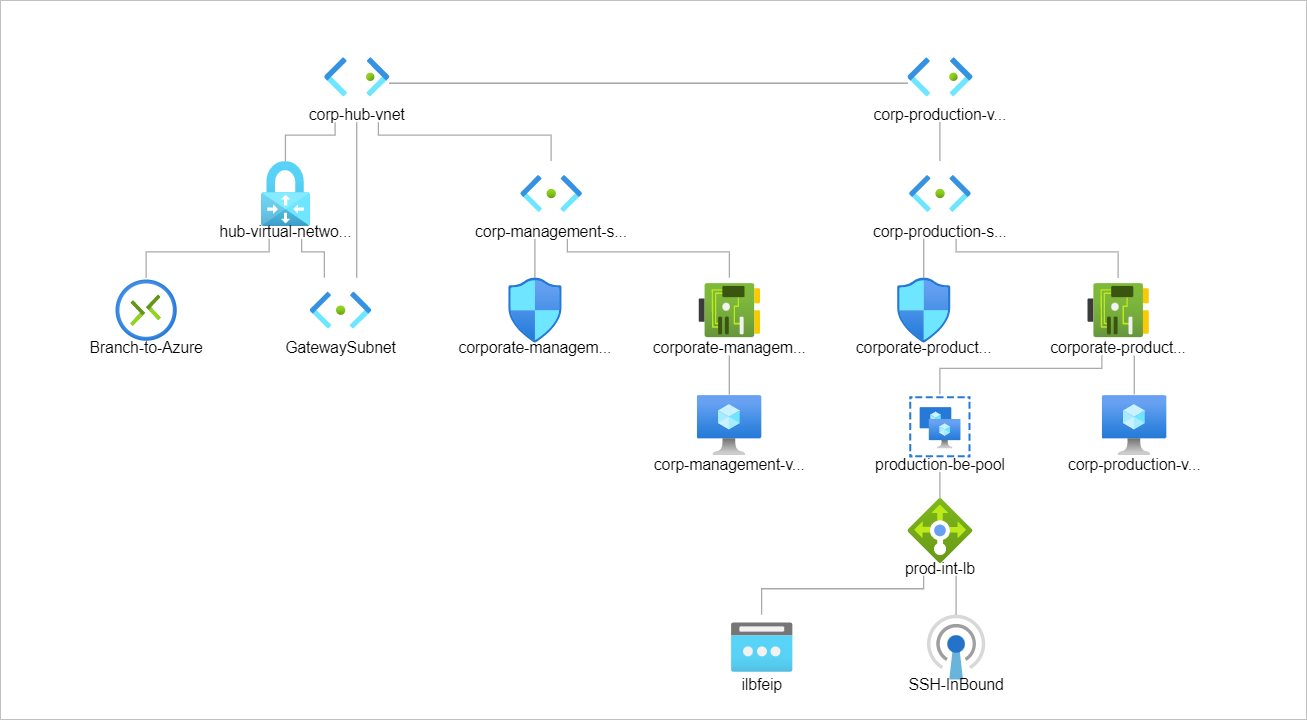 corp-hub-vnet
corp-production-v...
hub-virtual-netwo...
corp-management-s...
corp-production-s...
Branch-to-Azure
GatewaySubnet
corporate-managem...
corporate-managem...
corporate-product...
corporate-product...
corp-management-v...
production-be-pool
corp-production-v...
prod-int-lb
ilbfeip
SSH-InBound